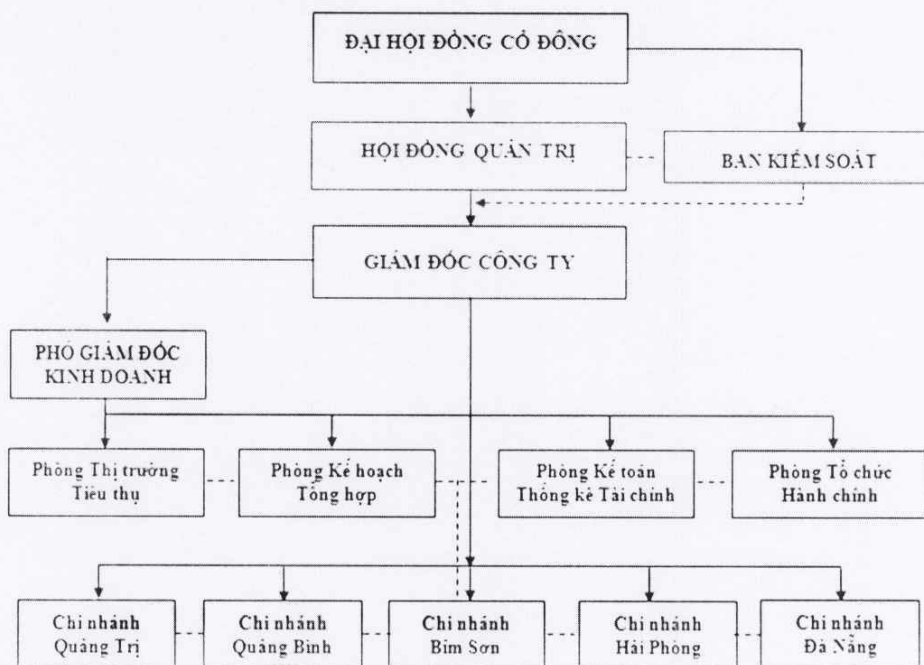 ĐẠI HỘI ĐỒNG CỔ ĐÔNG
HỘI ĐỒNG QUẢN TRỊ
BAN KIỂM SOÁT
GIÁM ĐỐC CÔNG TY
PHÓ GIÁM ĐỐC
KINH DOANH
Phòng Thị trường
Tiêu thụ
Phòng Kế hoạch
Tổng hợp
Phòng Kế toán
Thống kê Tài chính
Phòng Tổ chức
Hành chính
Chi nhánh
Quảng Trị
Chi nhánh
Quảng Bình
Chi nhánh
Bỉm Sơn
Chi nhánh
Hải Phòng
Chi nhánh
Đà Nẵng